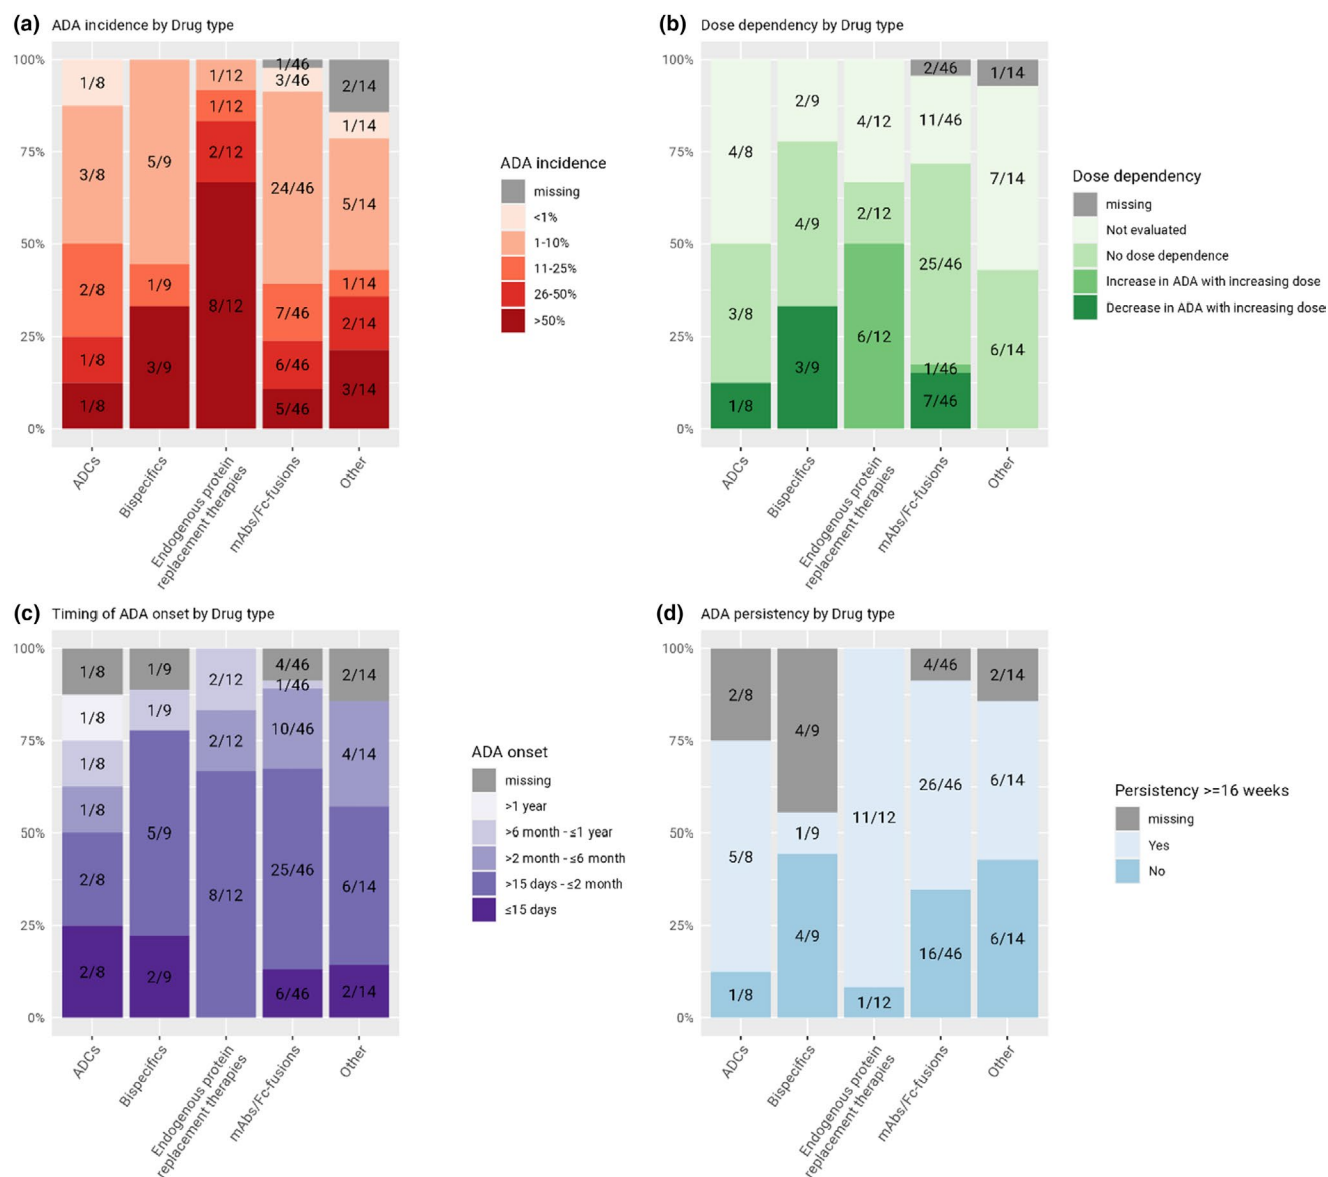 (a) ADA incidence by Drug type
100%
75%
50%
25%
0%
1/8
3/8
2/8
1/8
1/8
5/9
1/9
3/9
1/12
1/12
2/12
8/12
1/46
3/46
24/46
7/46
6/46
5/46
2/14
1/14
5/14
1/14
2/14
3/14
ADCs
Bispecifics
Endogenous protein
replacement therapies
mAbs/Fc-fusions
Other
ADA incidence
missing
<1%
1-10%
11-25%
26-50%
>50%
(b) Dose dependency by Drug type
100%
75%
50%
25%
0%
4/8
3/8
1/8
2/9
4/9
3/9
4/12
2/12
6/12
2/46
11/46
25/46
1/46
7/46
1/14
7/14
6/14
ADCs
Bispecifics
Endogenous protein
replacement therapies
mAbs/Fc-fusions
Other
Dose dependency
missing
Not evaluated
No dose dependence
Increase in ADA with increasing dose
Decrease in ADA with increasing dose
(c) Timing of ADA onset by Drug type
100%
75%
50%
25%
0%
1/8
1/8
1/8
1/8
2/8
2/8
1/9
1/9
5/9
2/9
2/12
2/12
8/12
4/46
1/46
10/46
25/46
6/46
2/14
4/14
6/14
2/14
ADCs
Bispecifics
Endogenous protein
replacement therapies
mAbs/Fc-fusions
Other
ADA onset
missing
>1 year
>6 month - ≤1 year
>2 month - ≤6 month
>15 days - ≤2 month
≤15 days
(d) ADA persistency by Drug type
100%
75%
50%
25%
0%
2/8
5/8
1/8
4/9
1/9
4/9
11/12
1/12
4/46
26/46
16/46
2/14
6/14
6/14
ADCs
Bispecifics
Endogenous protein
replacement therapies
mAbs/Fc-fusions
Other
Persistency >=16 weeks
missing
Yes
No